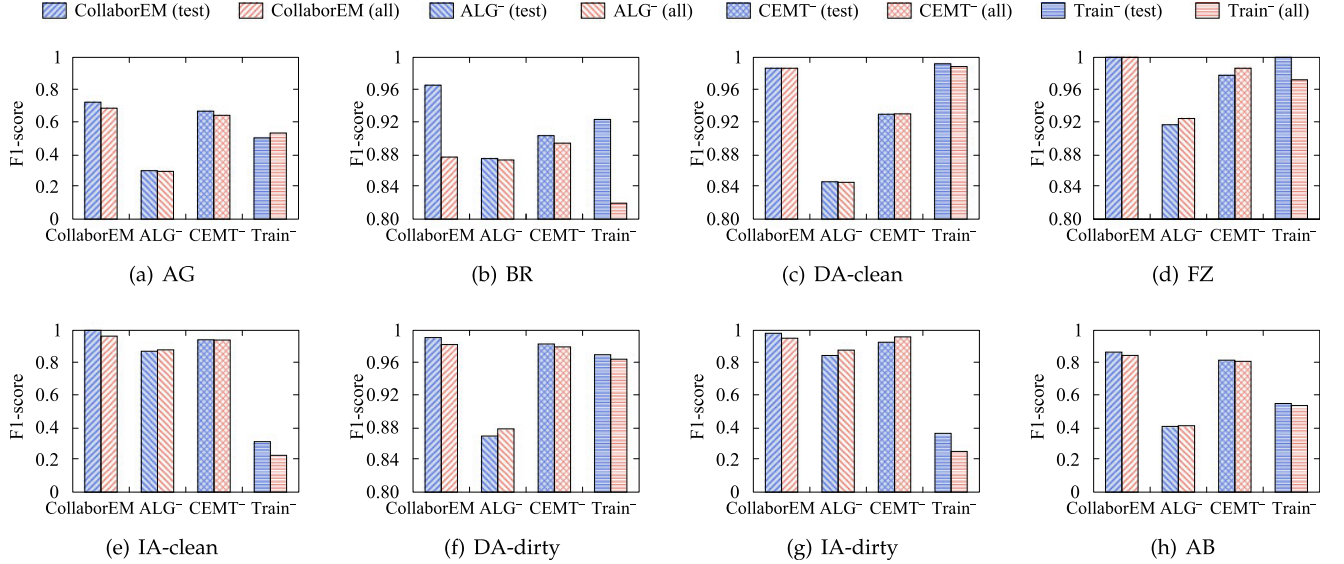 CollaborEM (test) CollaborEM (all) ALG⁻ (test) ALG⁻ (all) CEMT⁻ (test) CEMT⁻ (all) Train⁻ (test) Train⁻ (all)
F1-score
1
0.8
0.6
0.4
0.2
0
CollaborEM ALG⁻ CEMT⁻ Train⁻
(a) AG
F1-score
1
0.96
0.92
0.88
0.84
0.80
CollaborEM ALG⁻ CEMT⁻ Train⁻
(b) BR
F1-score
1
0.96
0.92
0.88
0.84
0.80
CollaborEM ALG⁻ CEMT⁻ Train⁻
(c) DA-clean
F1-score
1
0.96
0.92
0.88
0.84
0.80
CollaborEM ALG⁻ CEMT⁻ Train⁻
(d) FZ
F1-score
1
0.8
0.6
0.4
0.2
0
CollaborEM ALG⁻ CEMT⁻ Train⁻
(e) IA-clean
F1-score
1
0.96
0.92
0.88
0.84
0.80
CollaborEM ALG⁻ CEMT⁻ Train⁻
(f) DA-dirty
F1-score
1
0.8
0.6
0.4
0.2
0
CollaborEM ALG⁻ CEMT⁻ Train⁻
(g) IA-dirty
F1-score
1
0.8
0.6
0.4
0.2
0
CollaborEM ALG⁻ CEMT⁻ Train⁻
(h) AB